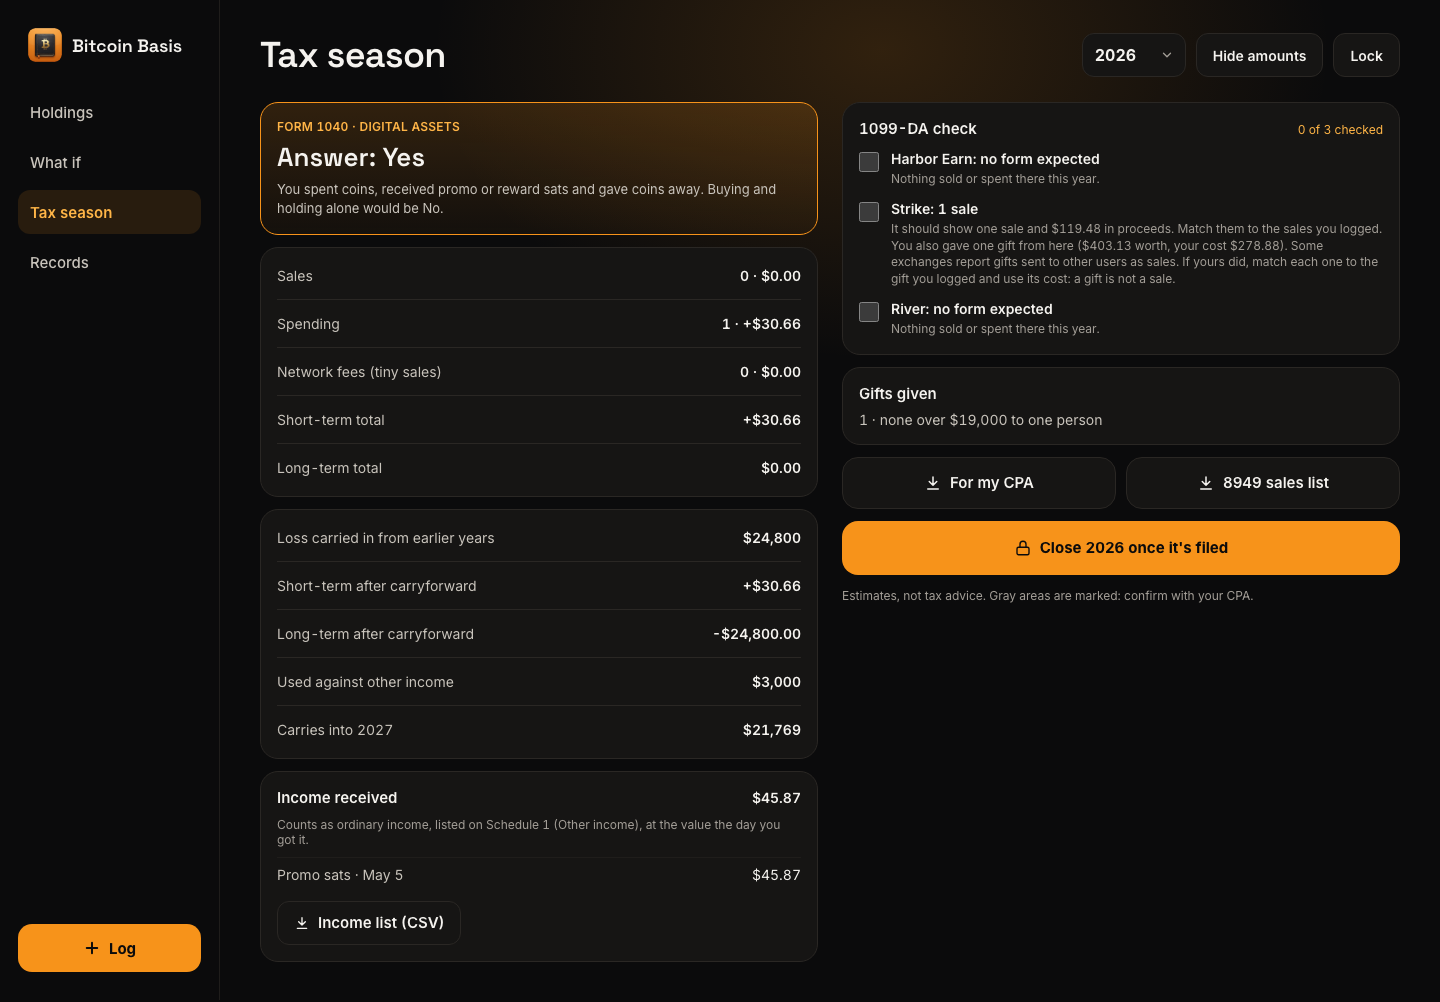 Bitcoin Basis
Holdings
What if
Tax season
Records
Log
Tax season
2026
Hide amounts
Lock
FORM 1040 · DIGITAL ASSETS
Answer: Yes
You spent coins, received promo or reward sats and gave coins away. Buying and
holding alone would be No.
Sales 0 · $0.00
Spending 1 · +$30.66
Network fees (tiny sales) 0 · $0.00
Short-term total +$30.66
Long-term total $0.00
Loss carried in from earlier years $24,800
Short-term after carryforward +$30.66
Long-term after carryforward -$24,800.00
Used against other income $3,000
Carries into 2027 $21,769
Income received $45.87
Counts as ordinary income, listed on Schedule 1 (Other income), at the value the day you
got it.
Promo sats · May 5 $45.87
Income list (CSV)
1099-DA check 0 of 3 checked
Harbor Earn: no form expected
Nothing sold or spent there this year.
Strike: 1 sale
It should show one sale and $119.48 in proceeds. Match them to the sales you logged.
You also gave one gift from here ($403.13 worth, your cost $278.88). Some
exchanges report gifts sent to other users as sales. If yours did, match each one to the
gift you logged and use its cost: a gift is not a sale.
River: no form expected
Nothing sold or spent there this year.
Gifts given
1 · none over $19,000 to one person
For my CPA
8949 sales list
Close 2026 once it's filed
Estimates, not tax advice. Gray areas are marked: confirm with your CPA.